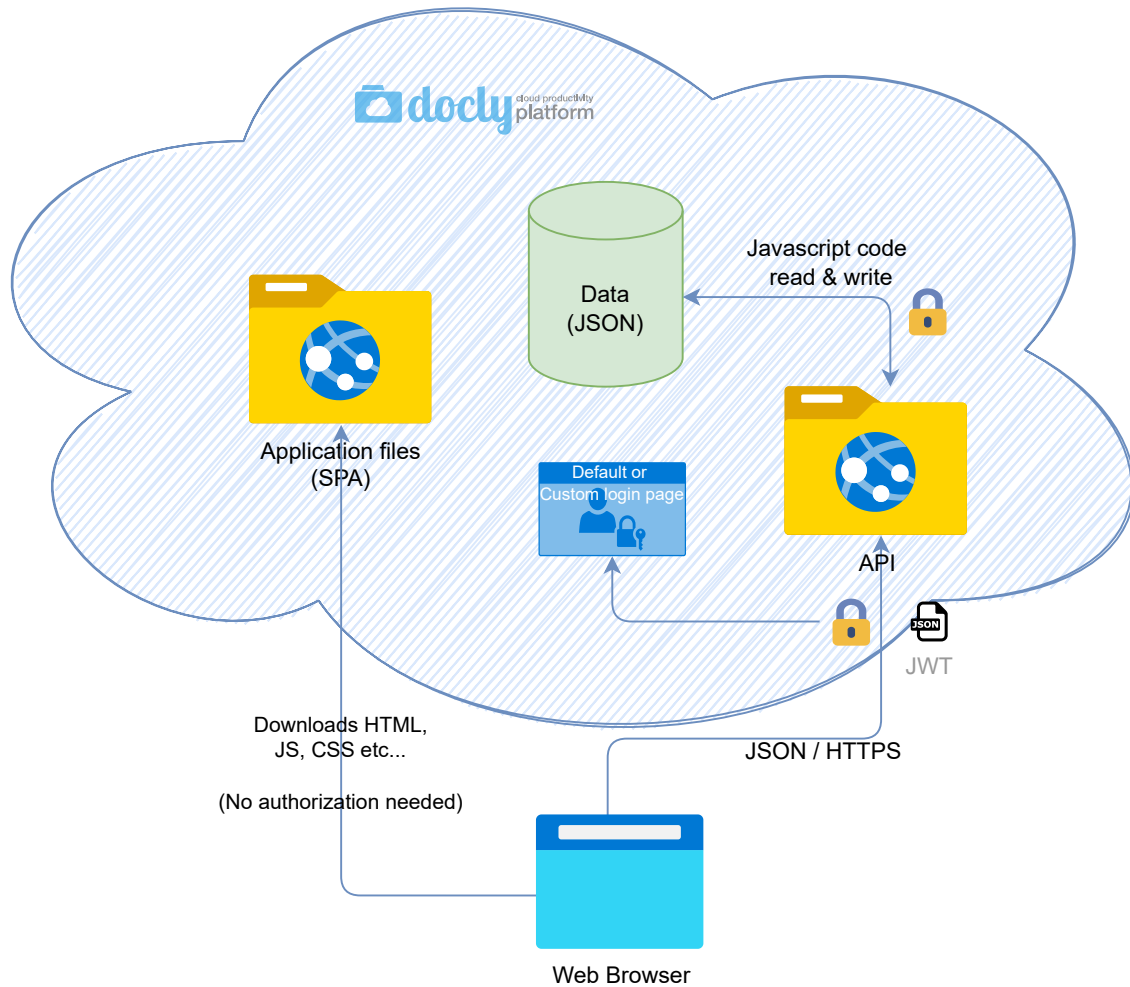 docly cloud productivity
platform
Javascript code
read & write
Data
(JSON)
Application files
(SPA)
Default or
Custom login page
API
JSON
JWT
Downloads HTML,
JS, CSS etc...
(No authorization needed)
JSON / HTTPS
Web Browser